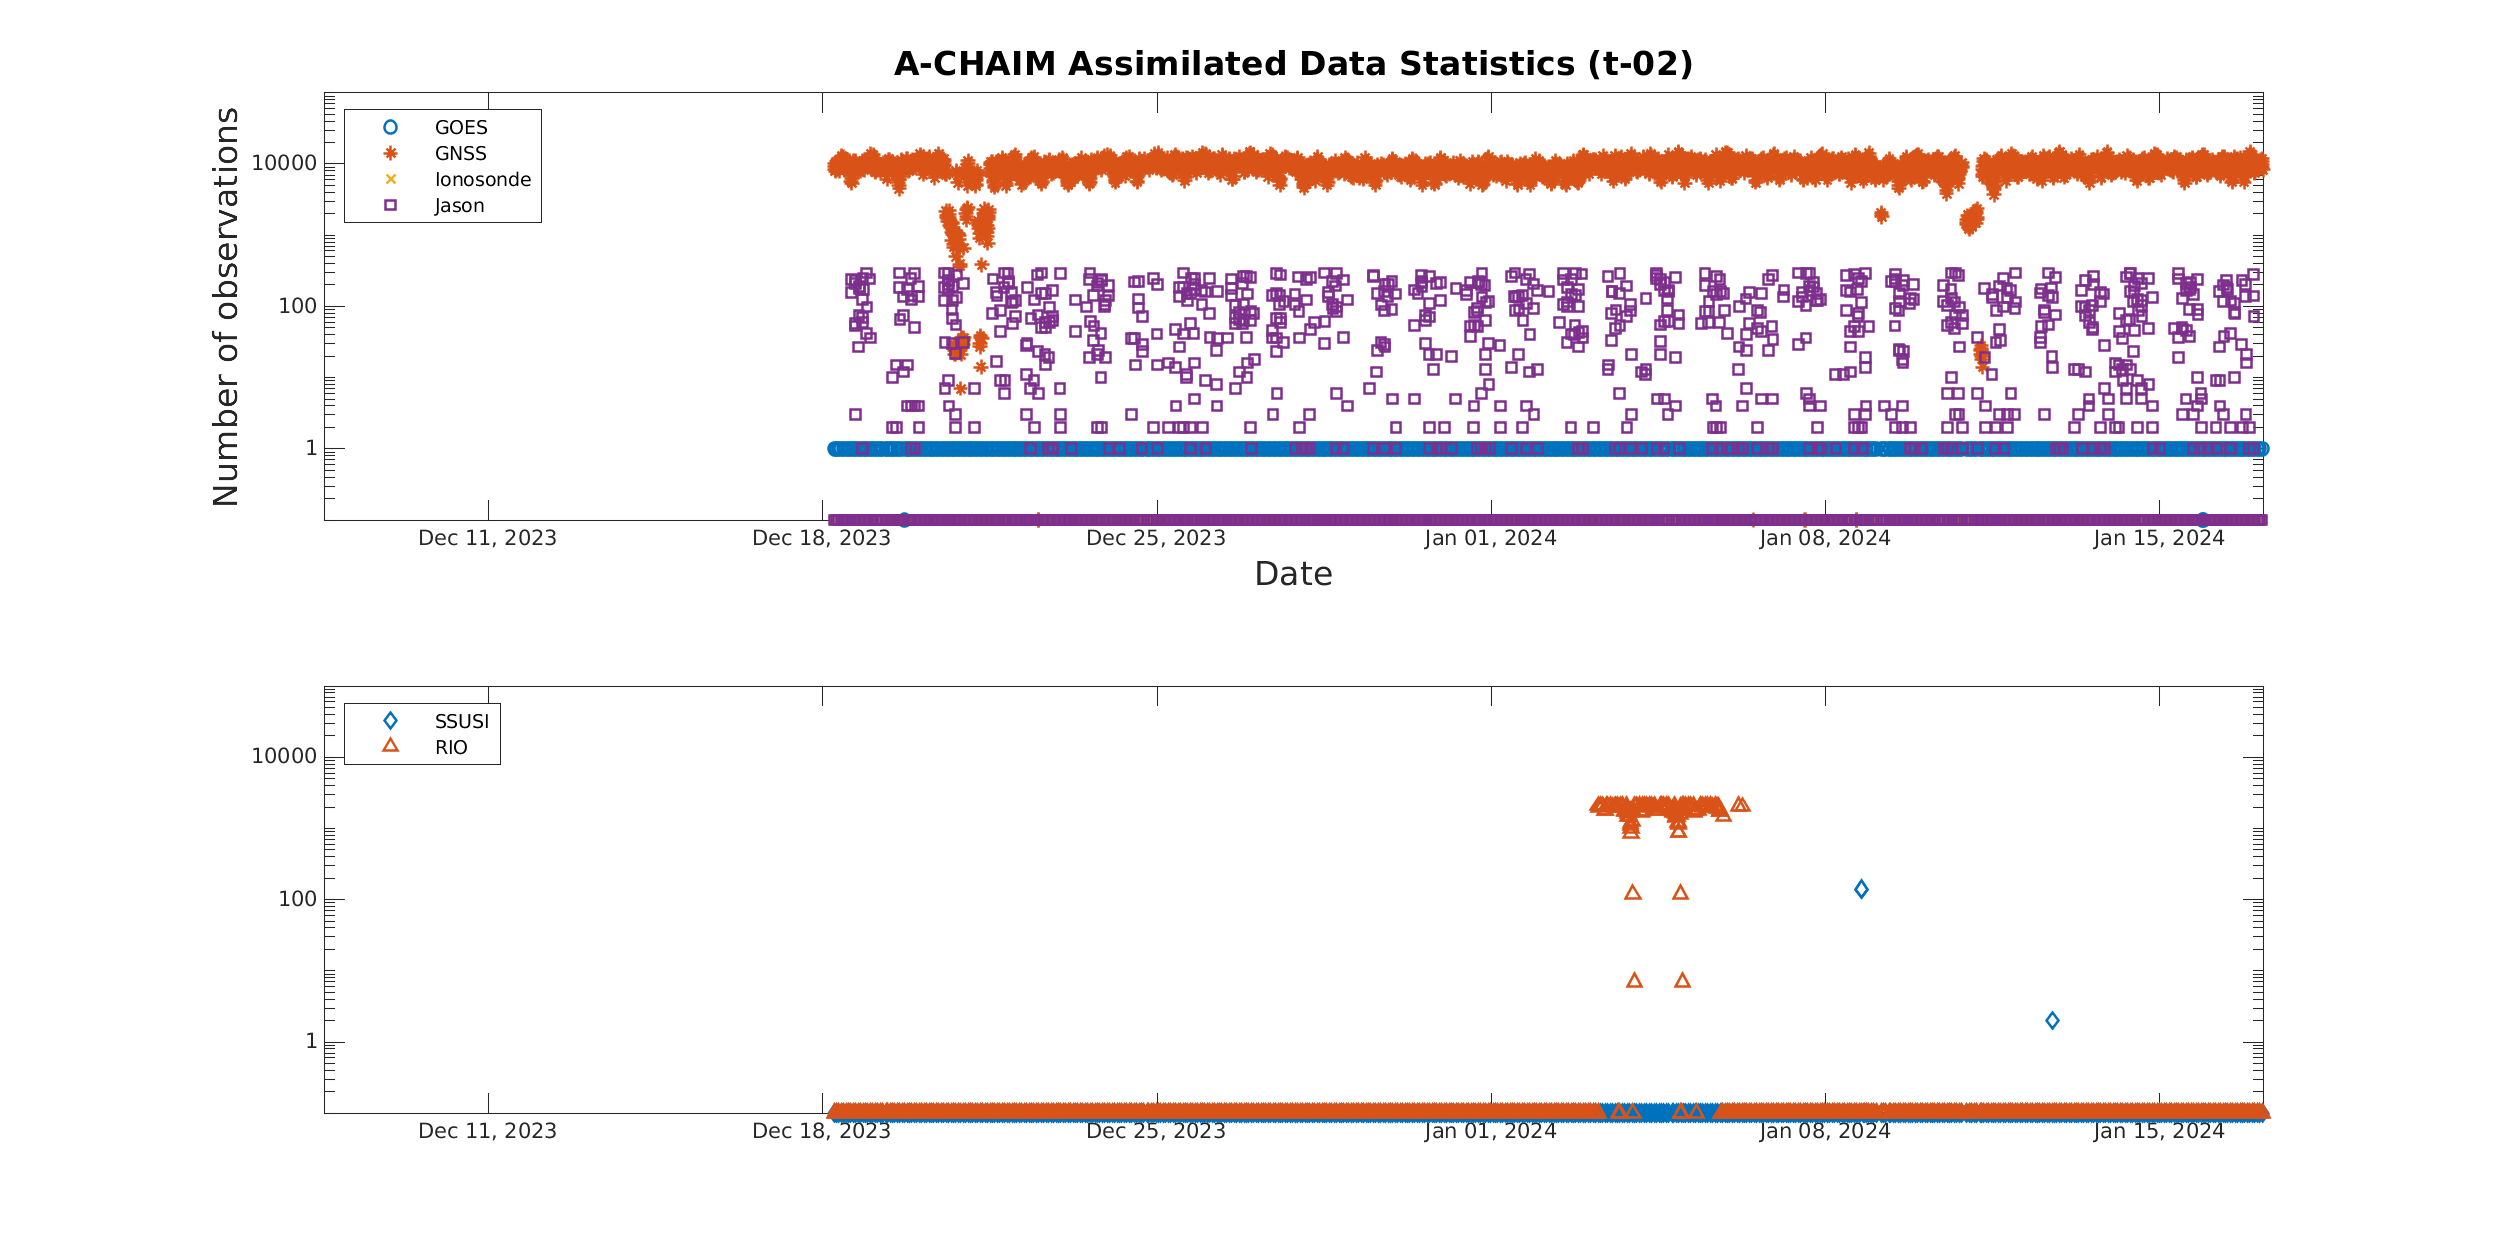 A-CHAIM Assimilated Data Statistics (t-02)
Number of observations
10000
100
1
GOES
GNSS
Ionosonde
Jason
Dec 11, 2023
Dec 18, 2023
Dec 25, 2023
Jan 01, 2024
Jan 08, 2024
Jan 15, 2024
Date
10000
100
1
SSUSI
RIO
Dec 11, 2023
Dec 18, 2023
Dec 25, 2023
Jan 01, 2024
Jan 08, 2024
Jan 15, 2024